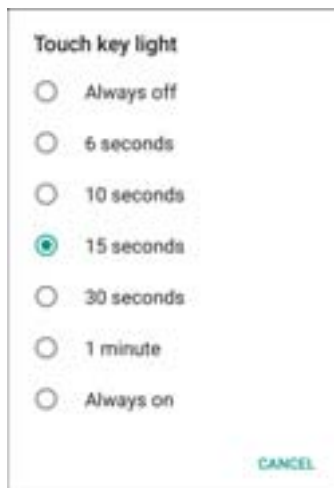 Touch key light
Always off
6 seconds
10 seconds
15 seconds
30 seconds
1 minute
Always on
CANCEL